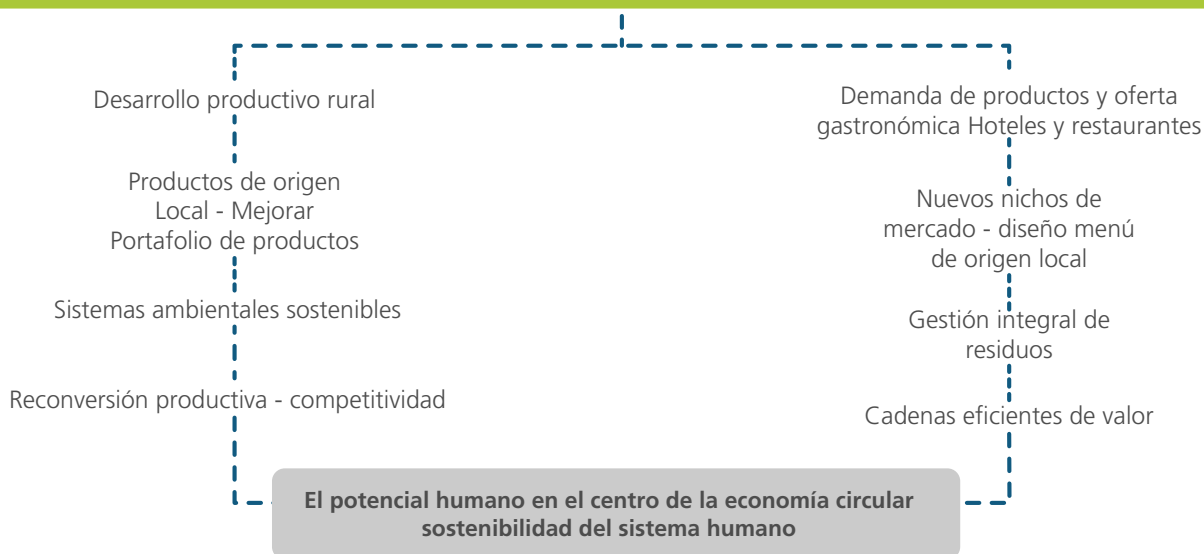 Desarrollo productivo rural
Productos de origen
Local - Mejorar
Portafolio de productos
Sistemas ambientales sostenibles
Reconversión productiva - competitividad
Demanda de productos y oferta
gastronómica Hoteles y restaurantes
Nuevos nichos de
mercado - diseño menú
de origen local
Gestión integral de
residuos
Cadenas eficientes de valor
El potencial humano en el centro de la economía circular
sostenibilidad del sistema humano